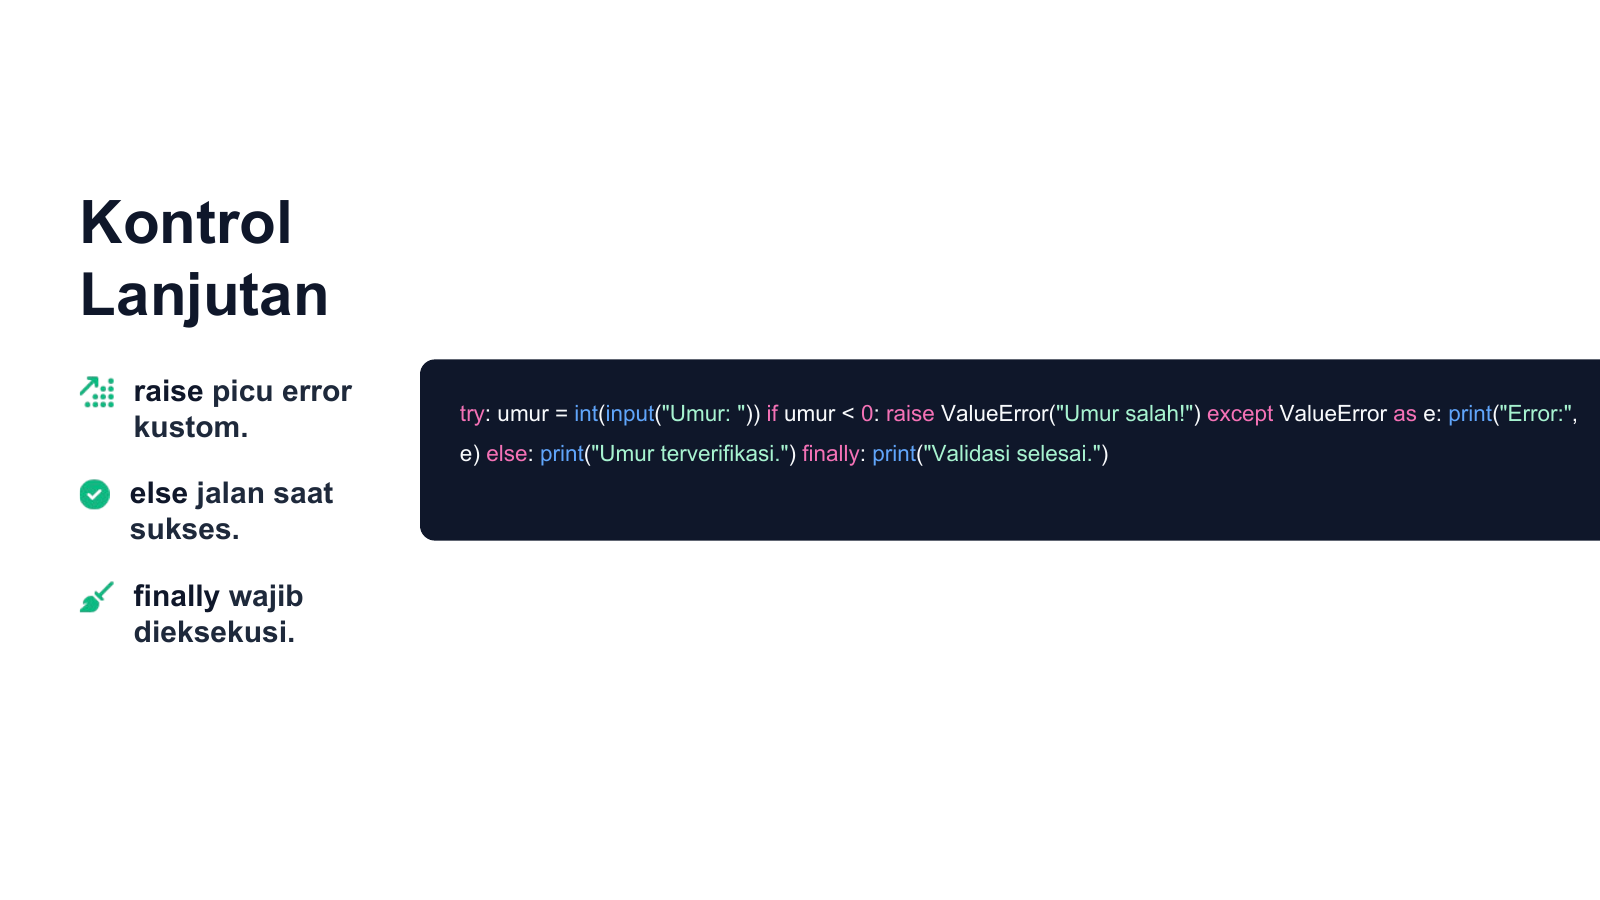 Kontrol
Lanjutan
raise picu error
kustom.
else jalan saat
sukses.
finally wajib
dieksekusi.
try: umur = int(input("Umur: ")) if umur < 0: raise ValueError("Umur salah!") except ValueError as e: print("Error:",
e) else: print("Umur terverifikasi.") finally: print("Validasi selesai.")